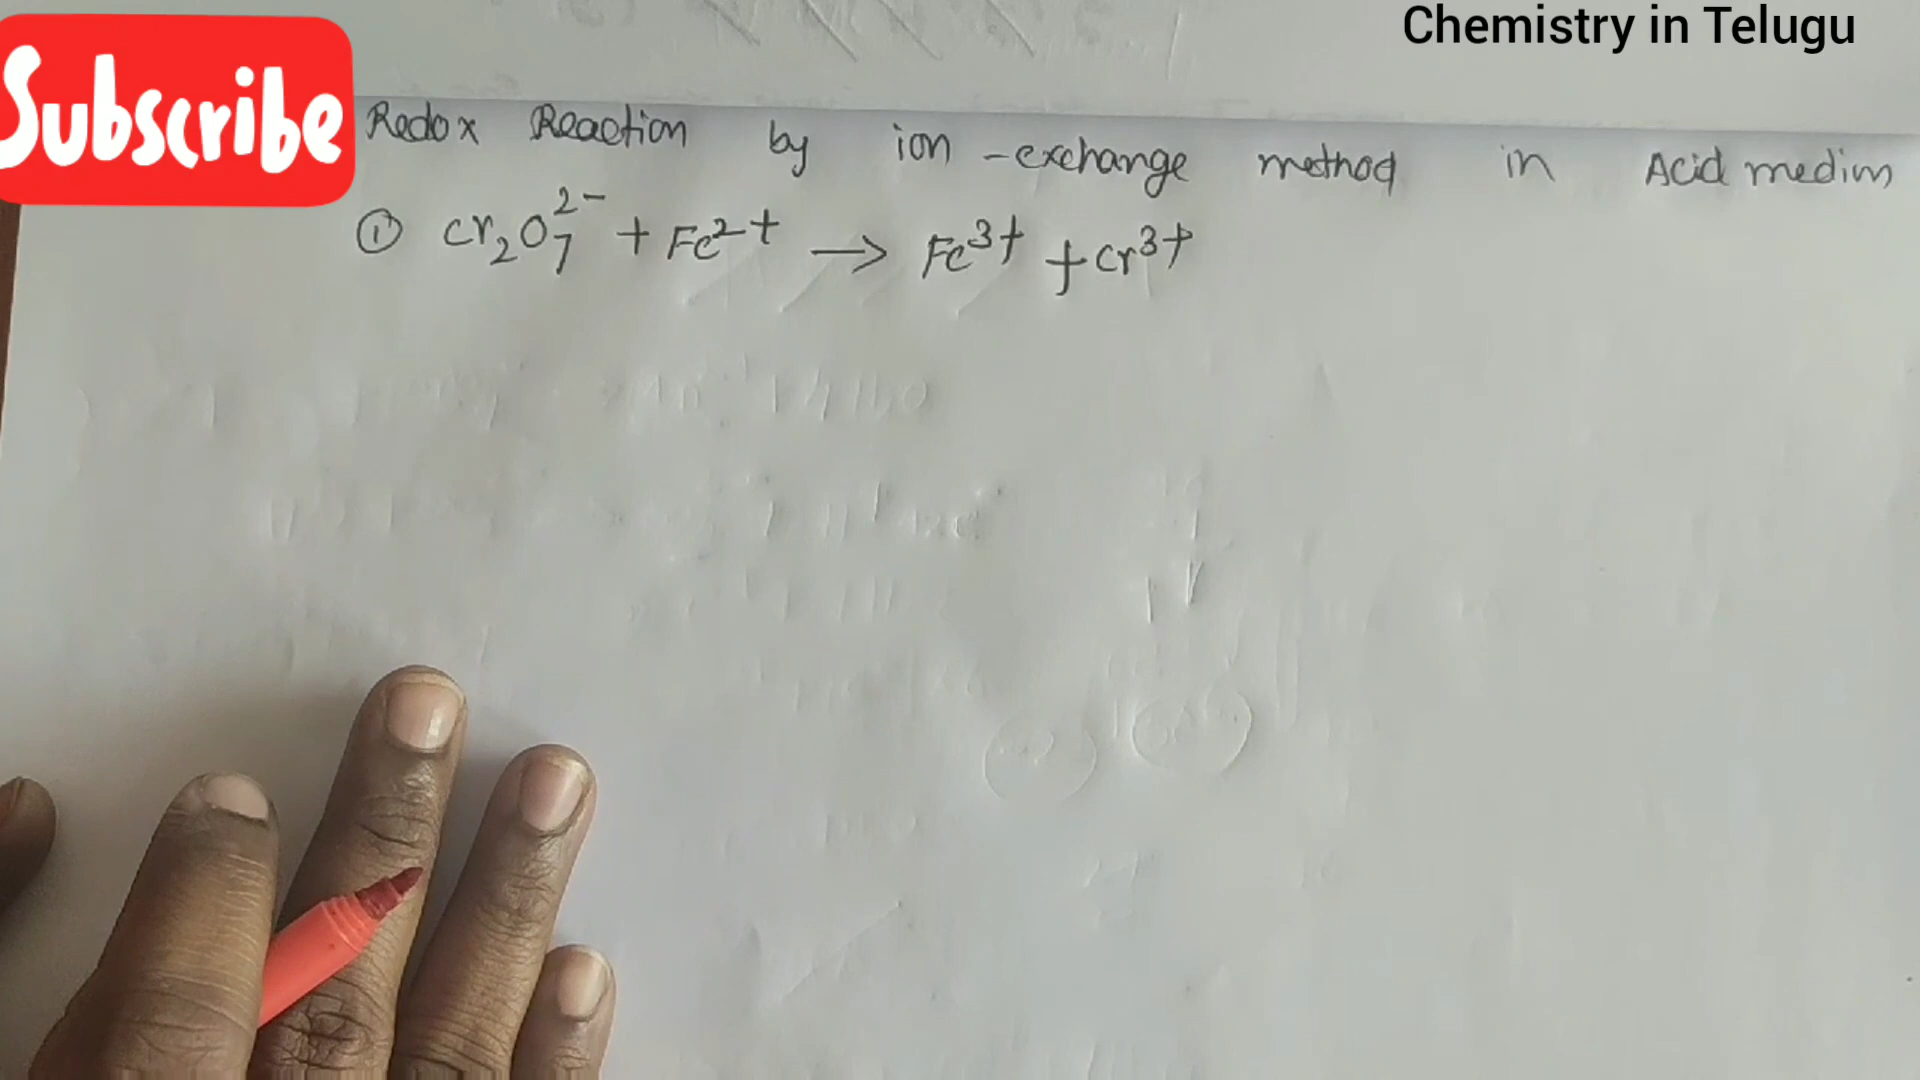 Chemistry in Telugu
Subscribe
Redox Reaction by ion-exchange method in Acid medim
① cr₂O₇²⁻ + Fe²⁺ → Fe³⁺ + cr³⁺